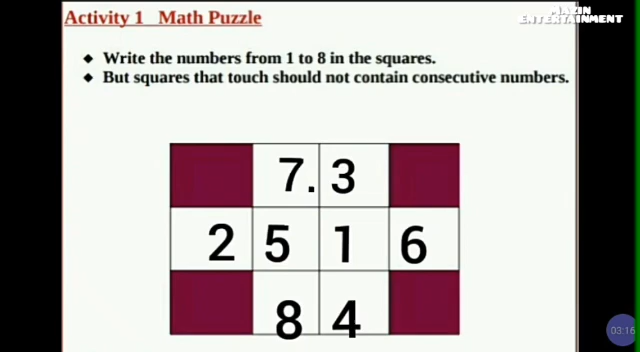 MAZIN
ENTERTAINMENT
Activity 1 Math Puzzle
◆ Write the numbers from 1 to 8 in the squares.
◆ But squares that touch should not contain consecutive numbers.
7. 3
2 5 1 6
8 4
03:16